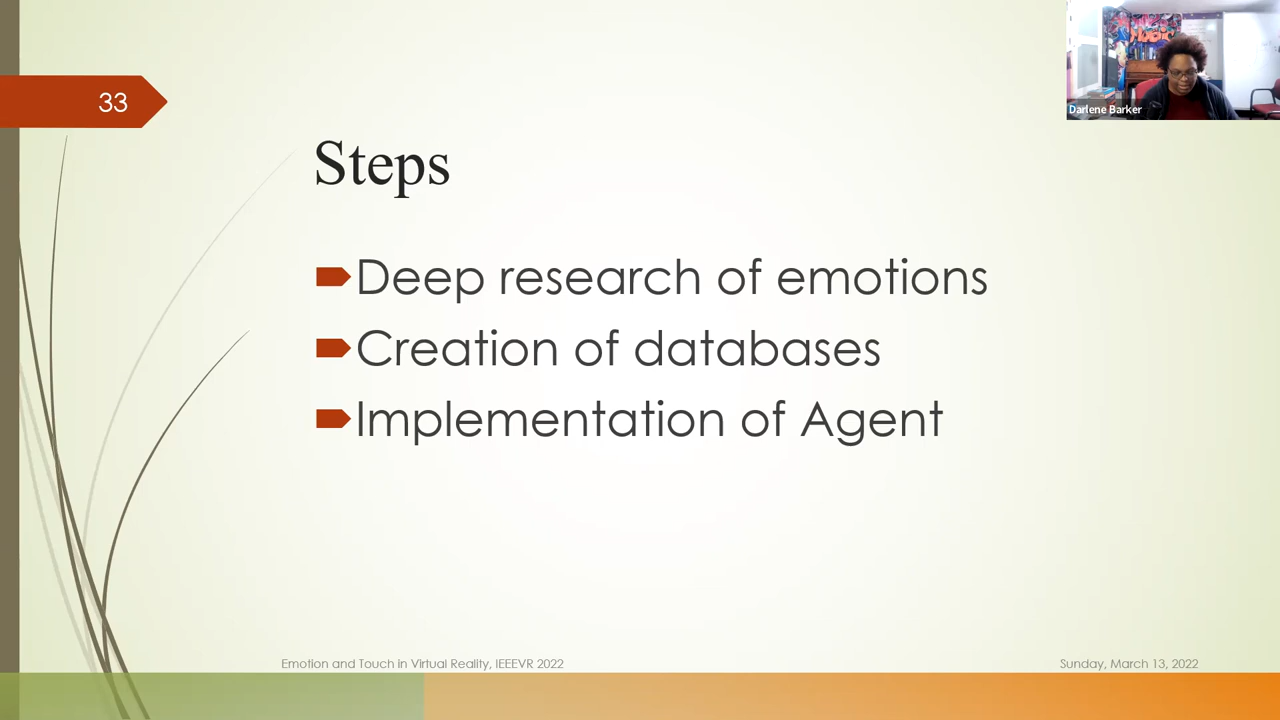 33
Darlene Barker
Steps
Deep research of emotions
Creation of databases
Implementation of Agent
Emotion and Touch in Virtual Reality, IEEEVR 2022
Sunday, March 13, 2022